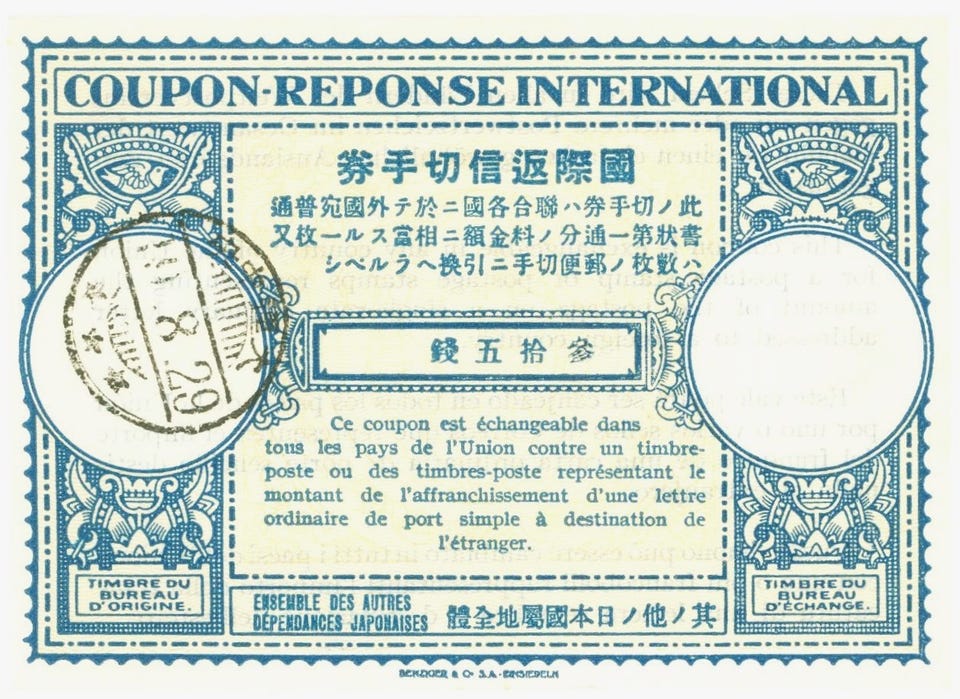 COUPON-REPONSE INTERNATIONAL
國際返信切手券
此ノ切手券ハ聯合各國ニ於テ外國宛普通
書狀第一通分ノ料金額ニ相當スル一枚又
ハ數枚ノ郵便切手ニ引換フルヲ得ベシ
參拾五錢
Ce coupon est échangeable dans
tous les pays de l'Union contre un timbre-
poste ou des timbres-poste représentant le
montant de l'affranchissement d'une lettre
ordinaire de port simple à destination de
l'étranger.
8
29
TIMBRE DU
BUREAU
D'ORIGINE.
ENSEMBLE DES AUTRES
DÉPENDANCES JAPONAISES
其ノ他ノ日本國屬地全體
TIMBRE DU
BUREAU
D'ÉCHANGE.
BENZIGER & Co S.A. - EINSIEDELN